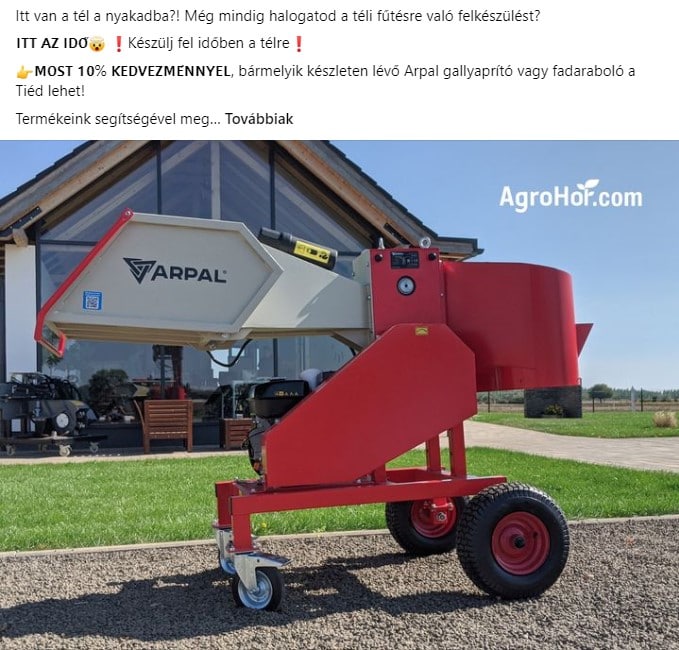 Itt van a tél a nyakadba?! Még mindig halogatod a téli fűtésre való felkészülést?
ITT AZ IDŐ🤯 ❗Készülj fel időben a télre❗
👉MOST 10% KEDVEZMÉNNYEL, bármelyik készleten lévő Arpal gallyaprító vagy fadaraboló a
Tiéd lehet!
Termékeink segítségével meg... Továbbiak
AgroHof.com
ARPAL